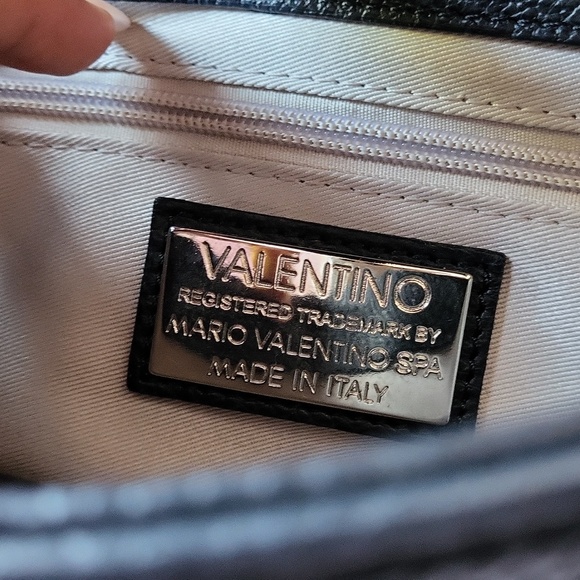 VALENTINO
REGISTERED TRADEMARK BY
MARIO VALENTINO SPA
MADE IN ITALY